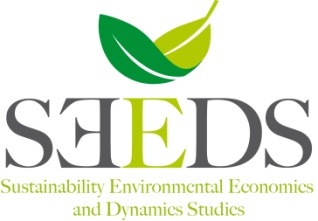 SEEDS
Sustainability Environmental Economics
and Dynamics Studies